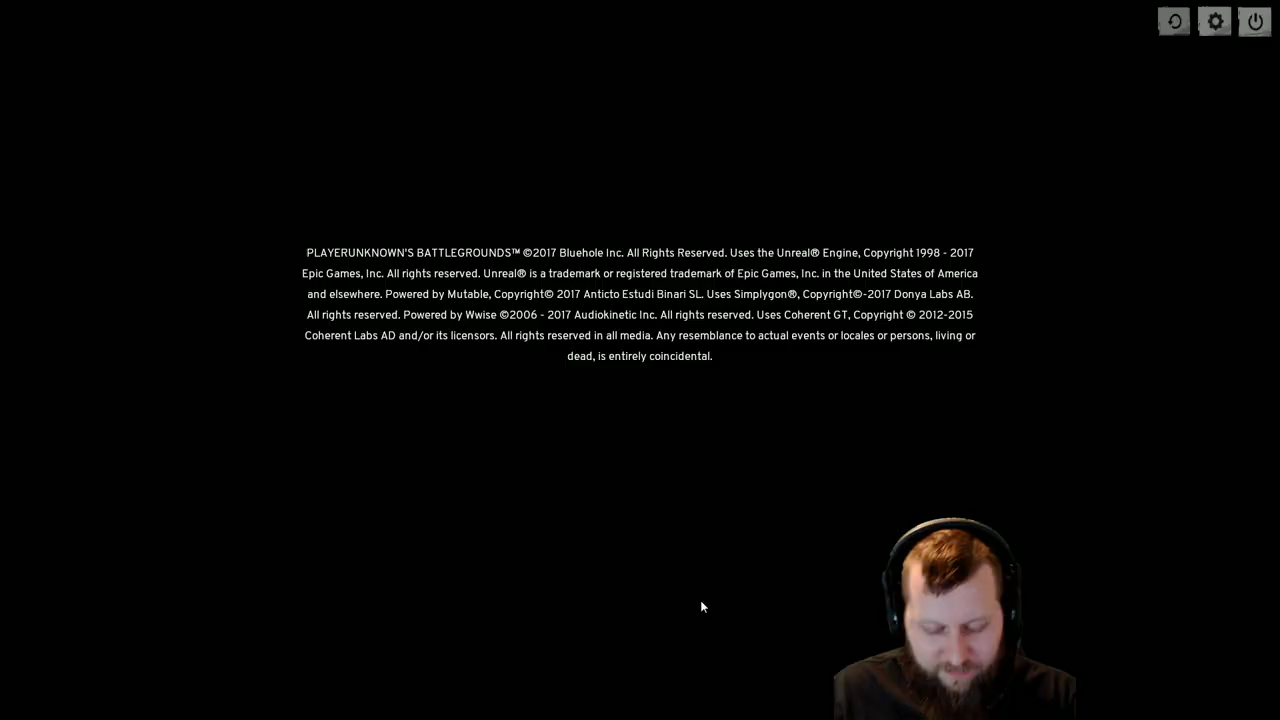 PLAYERUNKNOWN'S BATTLEGROUNDS™ ©2017 Bluehole Inc. All Rights Reserved. Uses the Unreal® Engine, Copyright 1998 - 2017
Epic Games, Inc. All rights reserved. Unreal® is a trademark or registered trademark of Epic Games, Inc. in the United States of America
and elsewhere. Powered by Mutable, Copyright© 2017 Anticto Estudi Binari SL. Uses Simplygon®, Copyright©-2017 Donya Labs AB.
All rights reserved. Powered by Wwise ©2006 - 2017 Audiokinetic Inc. All rights reserved. Uses Coherent GT, Copyright © 2012-2015
Coherent Labs AD and/or its licensors. All rights reserved in all media. Any resemblance to actual events or locales or persons, living or
dead, is entirely coincidental.